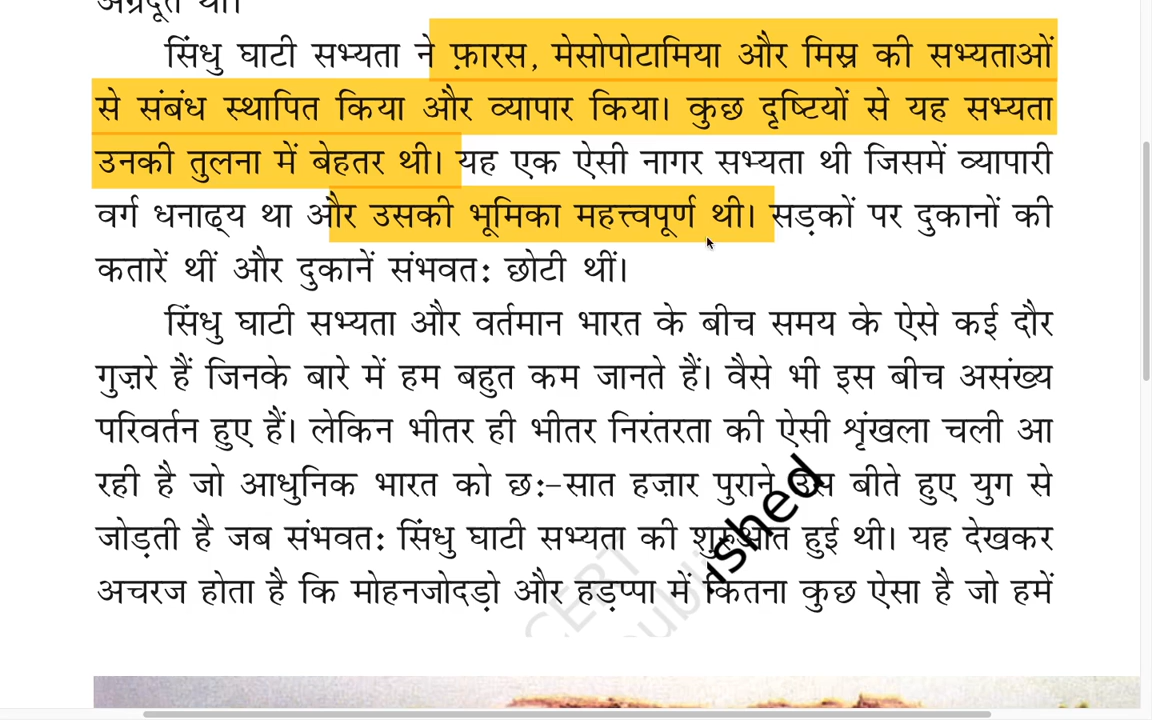 अग्रदूत थी।
सिंधु घाटी सभ्यता ने फ़ारस, मेसोपोटामिया और मिस्र की सभ्यताओं
से संबंध स्थापित किया और व्यापार किया। कुछ दृष्टियों से यह सभ्यता
उनकी तुलना में बेहतर थी। यह एक ऐसी नागर सभ्यता थी जिसमें व्यापारी
वर्ग धनाढ्य था और उसकी भूमिका महत्त्वपूर्ण थी। सड़कों पर दुकानों की
कतारें थीं और दुकानें संभवत: छोटी थीं।
सिंधु घाटी सभ्यता और वर्तमान भारत के बीच समय के ऐसे कई दौर
गुज़रे हैं जिनके बारे में हम बहुत कम जानते हैं। वैसे भी इस बीच असंख्य
परिवर्तन हुए हैं। लेकिन भीतर ही भीतर निरंतरता की ऐसी शृंखला चली आ
रही है जो आधुनिक भारत को छ:-सात हज़ार पुराने उस बीते हुए युग से
जोड़ती है जब संभवत: सिंधु घाटी सभ्यता की शुरुआत हुई थी। यह देखकर
अचरज होता है कि मोहनजोदड़ो और हड़प्पा में कितना कुछ ऐसा है जो हमें
CERT
published